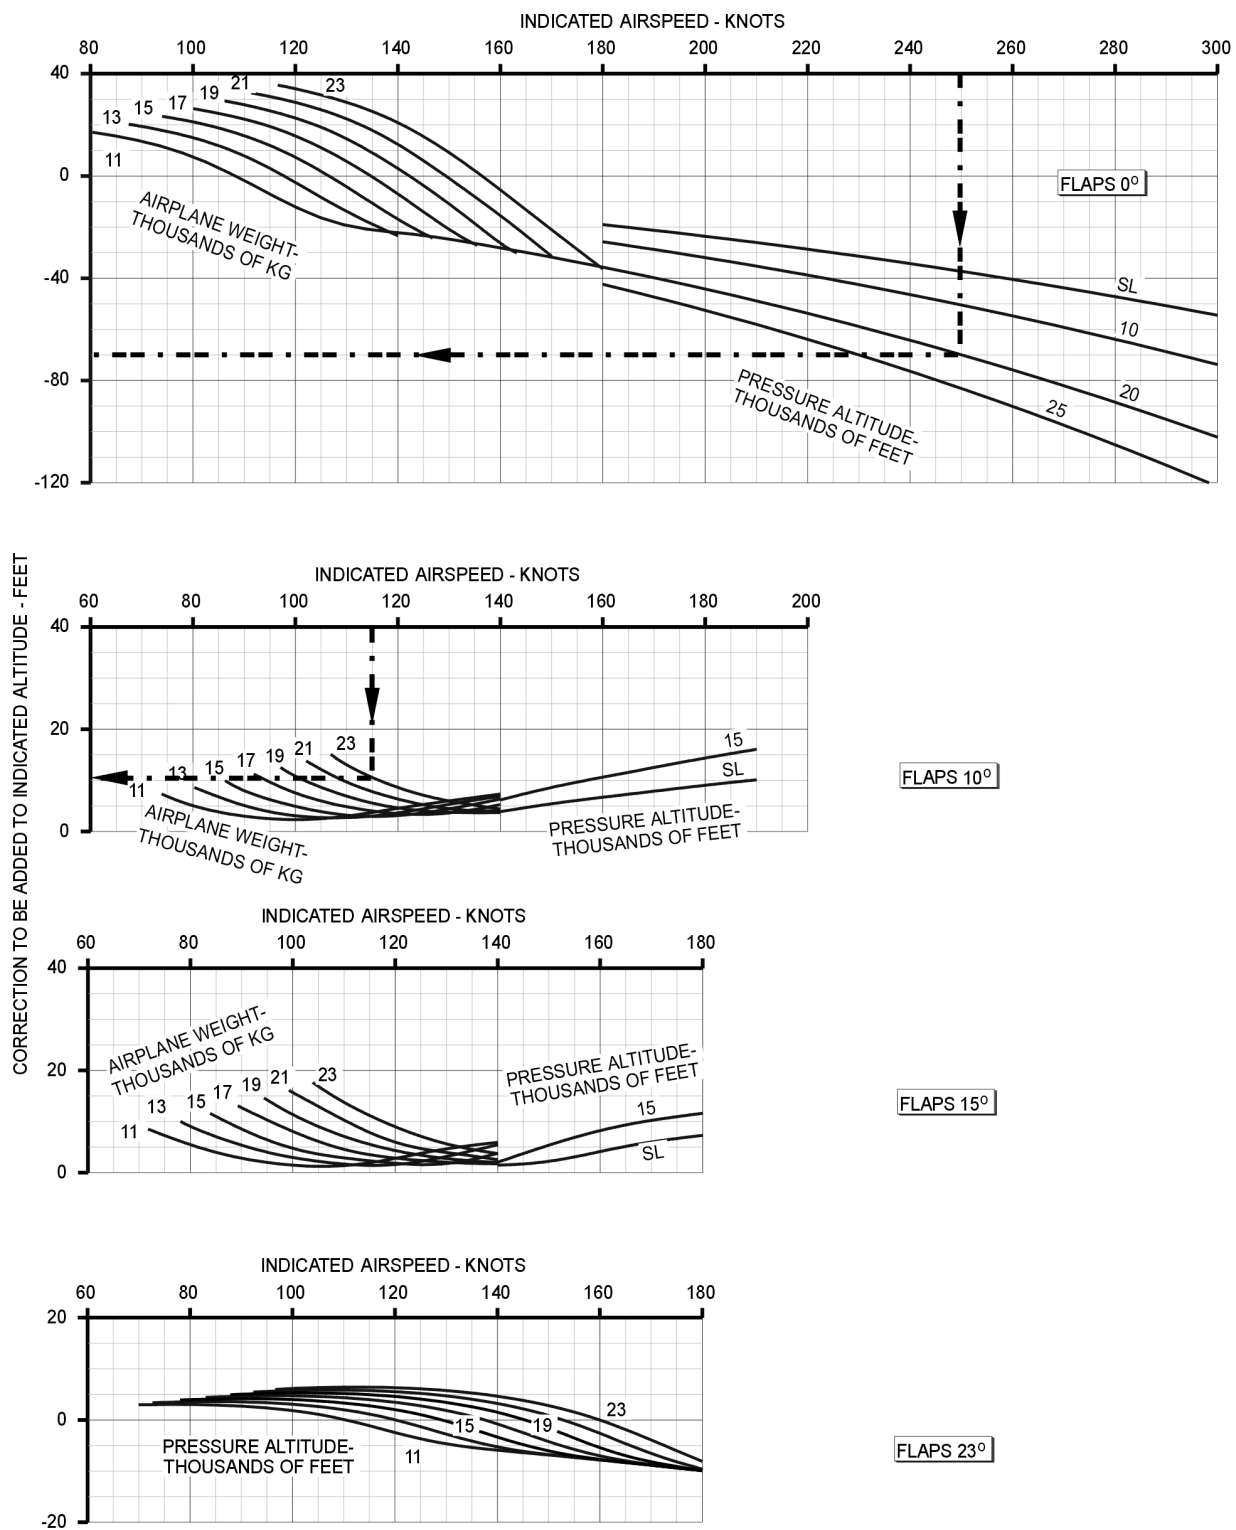 INDICATED AIRSPEED - KNOTS
80 100 120 140 160 180 200 220 240 260 280 300
40
0
-40
-80
-120
11 13 15 17 19 21 23
AIRPLANE WEIGHT-
THOUSANDS OF KG
FLAPS 0°
SL
10
20
25
PRESSURE ALTITUDE-
THOUSANDS OF FEET
CORRECTION TO BE ADDED TO INDICATED ALTITUDE - FEET
INDICATED AIRSPEED - KNOTS
60 80 100 120 140 160 180 200
40
20
0
11 13 15 17 19 21 23
AIRPLANE WEIGHT-
THOUSANDS OF KG
15
SL
PRESSURE ALTITUDE-
THOUSANDS OF FEET
FLAPS 10°
INDICATED AIRSPEED - KNOTS
60 80 100 120 140 160 180
40
20
0
AIRPLANE WEIGHT-
THOUSANDS OF KG
11 13 15 17 19 21 23
PRESSURE ALTITUDE-
THOUSANDS OF FEET
15
SL
FLAPS 15°
INDICATED AIRSPEED - KNOTS
60 80 100 120 140 160 180
20
0
-20
11 15 19 23
PRESSURE ALTITUDE-
THOUSANDS OF FEET
FLAPS 23°